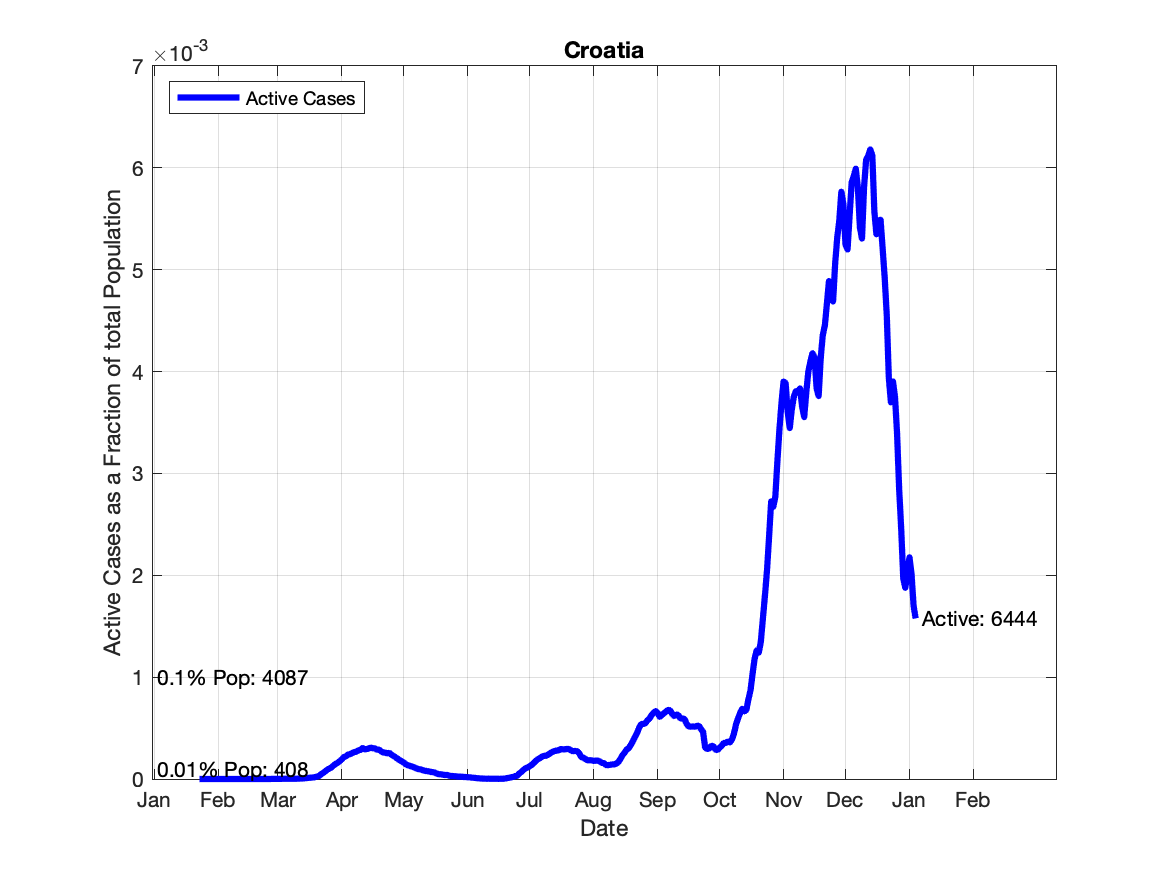 Croatia
×10-3
Active Cases
7
6
5
4
3
2
1
0
Active Cases as a Fraction of total Population
0.1% Pop: 4087
0.01% Pop: 408
Active: 6444
Jan Feb Mar Apr May Jun Jul Aug Sep Oct Nov Dec Jan Feb
Date